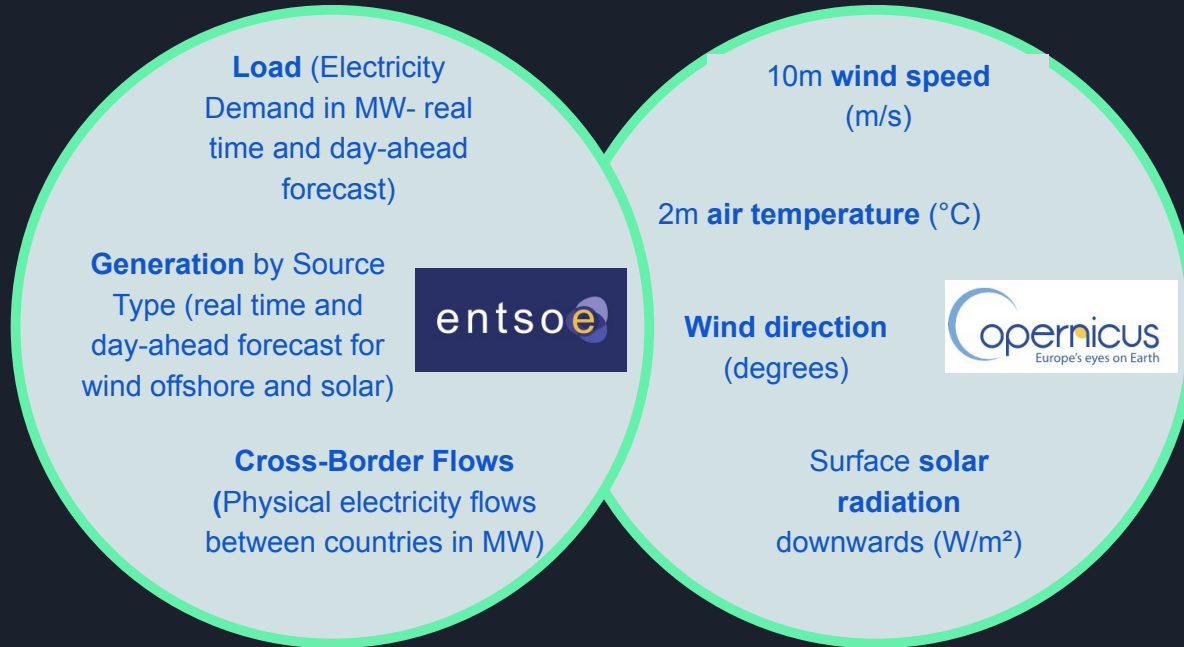 Load (Electricity
Demand in MW- real
time and day-ahead
forecast)
Generation by Source
Type (real time and
day-ahead forecast for
wind offshore and solar)
entsoe
Cross-Border Flows
(Physical electricity flows
between countries in MW)
10m wind speed
(m/s)
2m air temperature (°C)
Wind direction
(degrees)
opernicus
Europe's eyes on Earth
Surface solar
radiation
downwards (W/m²)